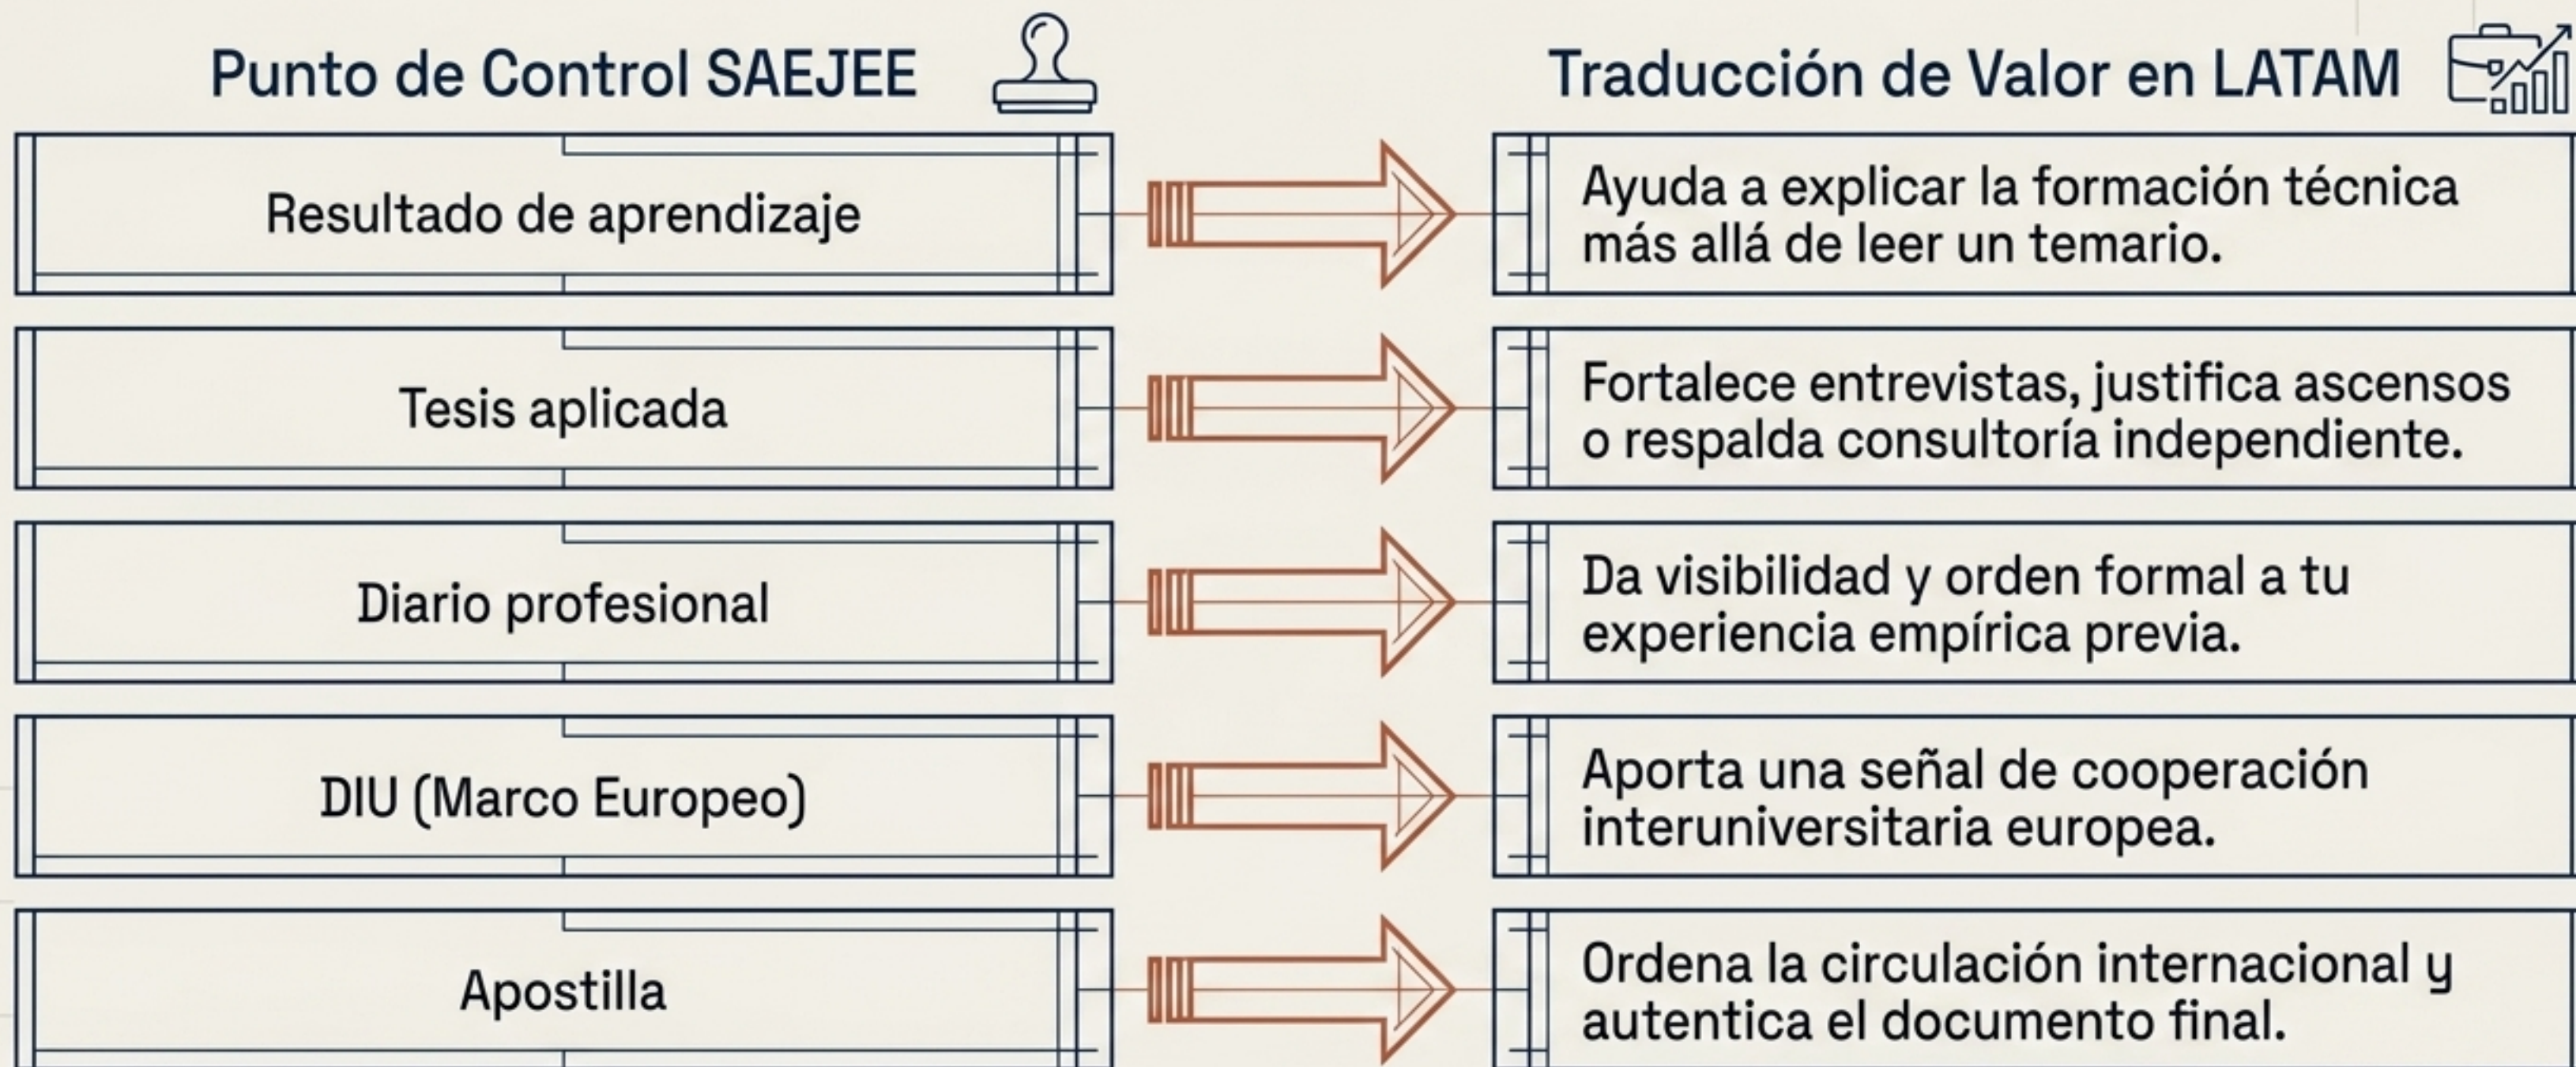 Punto de Control SAEJEE
Traducción de Valor en LATAM
Resultado de aprendizaje
Ayuda a explicar la formación técnica
más allá de leer un temario.
Tesis aplicada
Fortalece entrevistas, justifica ascensos
o respalda consultoría independiente.
Diario profesional
Da visibilidad y orden formal a tu
experiencia empírica previa.
DIU (Marco Europeo)
Aporta una señal de cooperación
interuniversitaria europea.
Apostilla
Ordena la circulación internacional y
autentica el documento final.